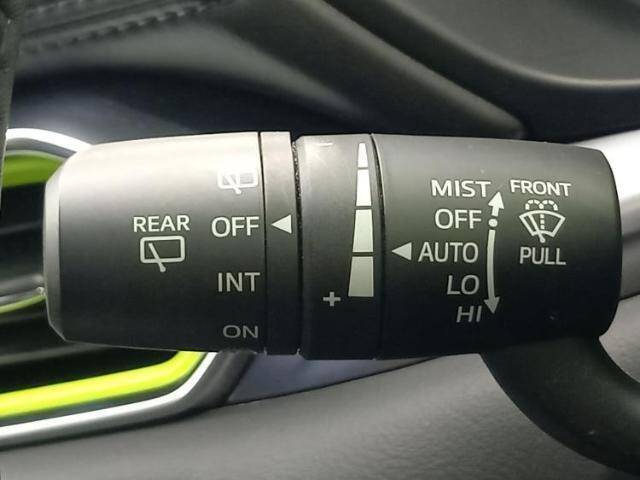 REAR
OFF
INT
ON
- 
+
MIST
OFF
AUTO
LO
HI
FRONT
PULL